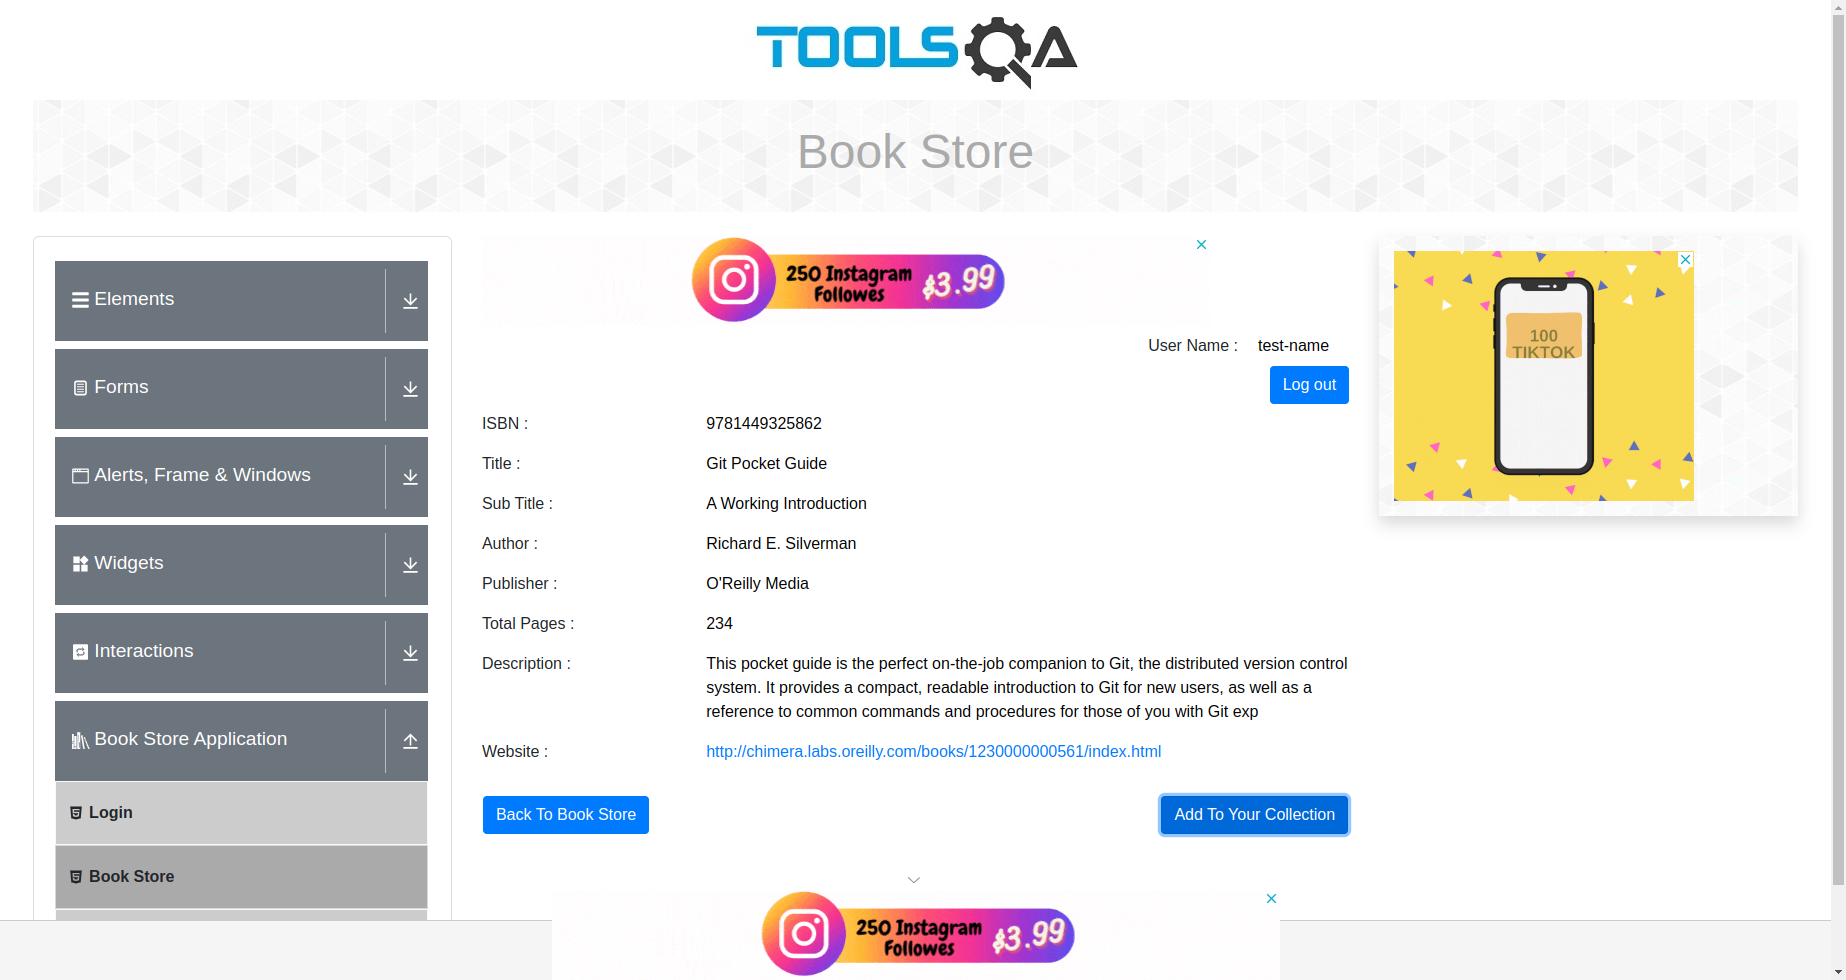 TOOLSQA
Book Store
Elements
Forms
Alerts, Frame & Windows
Widgets
Interactions
Book Store Application
Login
Book Store
250 Instagram
Followes
$3.99
User Name :
test-name
Log out
ISBN :
9781449325862
Title :
Git Pocket Guide
Sub Title :
A Working Introduction
Author :
Richard E. Silverman
Publisher :
O'Reilly Media
Total Pages :
234
Description :
This pocket guide is the perfect on-the-job companion to Git, the distributed version control
system. It provides a compact, readable introduction to Git for new users, as well as a
reference to common commands and procedures for those of you with Git exp
Website :
http://chimera.labs.oreilly.com/books/1230000000561/index.html
Back To Book Store
Add To Your Collection
100
TIKTOK
250 Instagram
Followes
$3.99